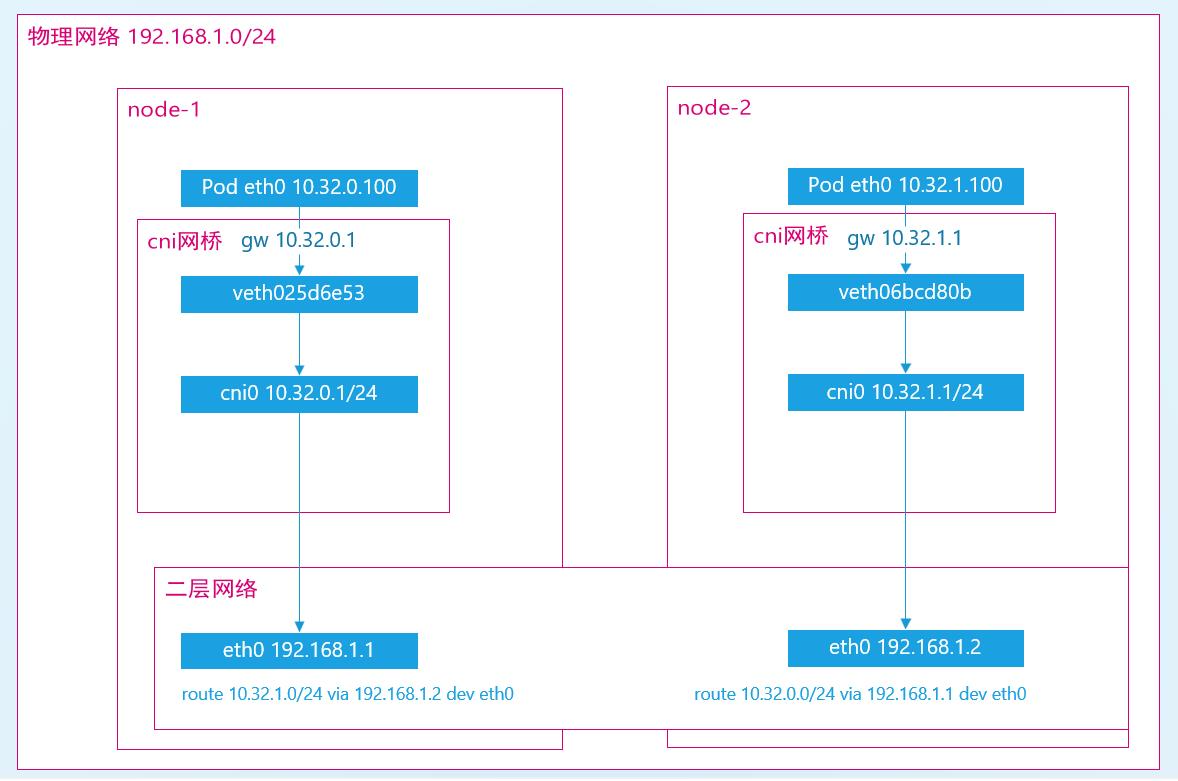 物理网络 192.168.1.0/24
node-1
Pod eth0 10.32.0.100
cni网桥 gw 10.32.0.1
veth025d6e53
cni0 10.32.0.1/24
node-2
Pod eth0 10.32.1.100
cni网桥 gw 10.32.1.1
veth06bcd80b
cni0 10.32.1.1/24
二层网络
eth0 192.168.1.1
route 10.32.1.0/24 via 192.168.1.2 dev eth0
eth0 192.168.1.2
route 10.32.0.0/24 via 192.168.1.1 dev eth0